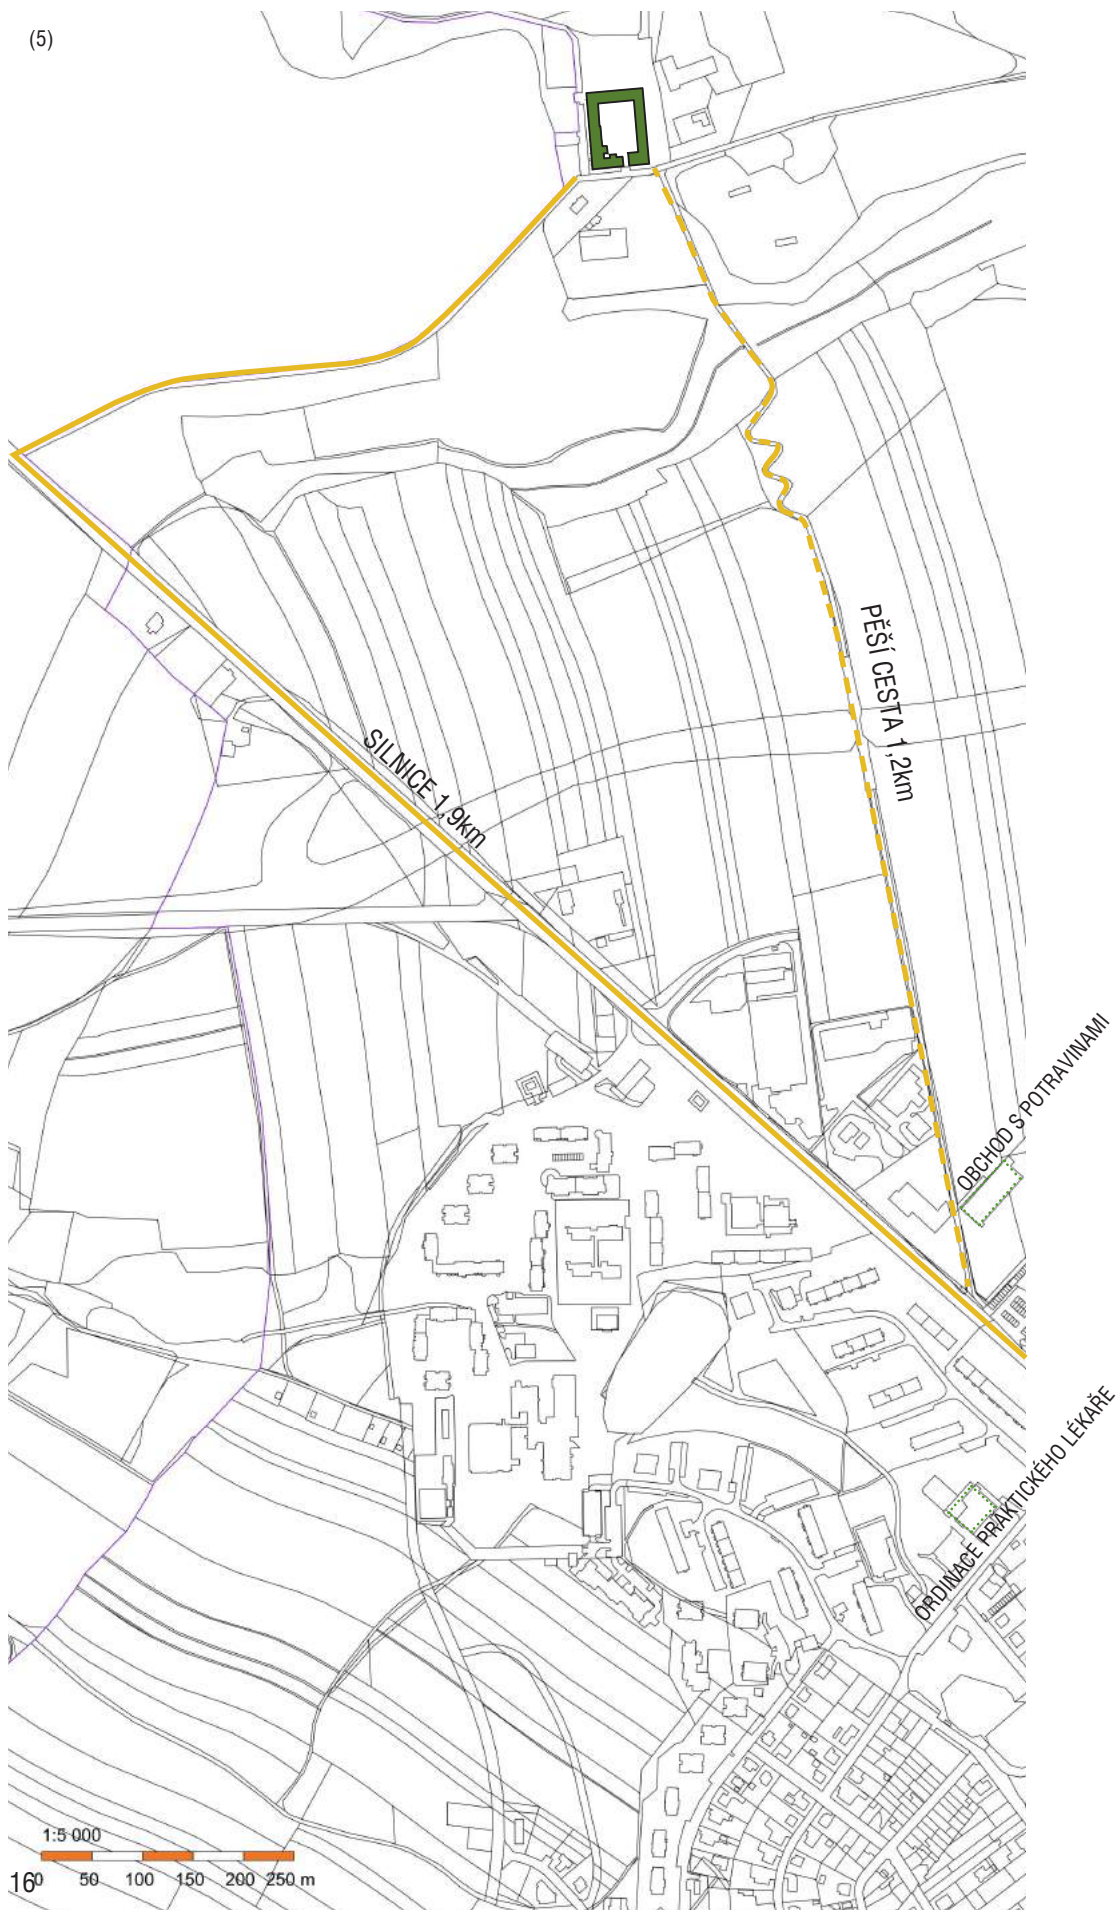 (5)
PĚŠÍ CESTA 1,2km
SILNICE 1,9km
OBCHOD S POTRAVINAMI
ORDINACE PRAKTICKÉHO LÉKAŘE
1:5 000
0 50 100 150 200 250 m
16